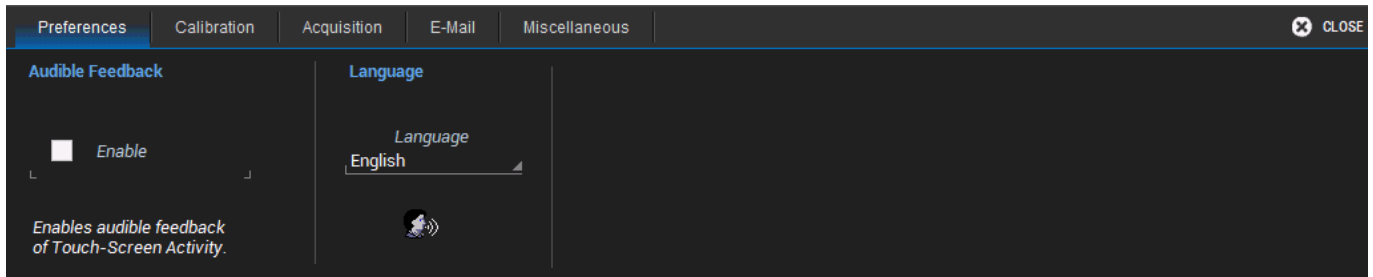 Preferences
Calibration
Acquisition
E-Mail
Miscellaneous
CLOSE
Audible Feedback
Enable
Enables audible feedback
of Touch-Screen Activity.
Language
Language
English